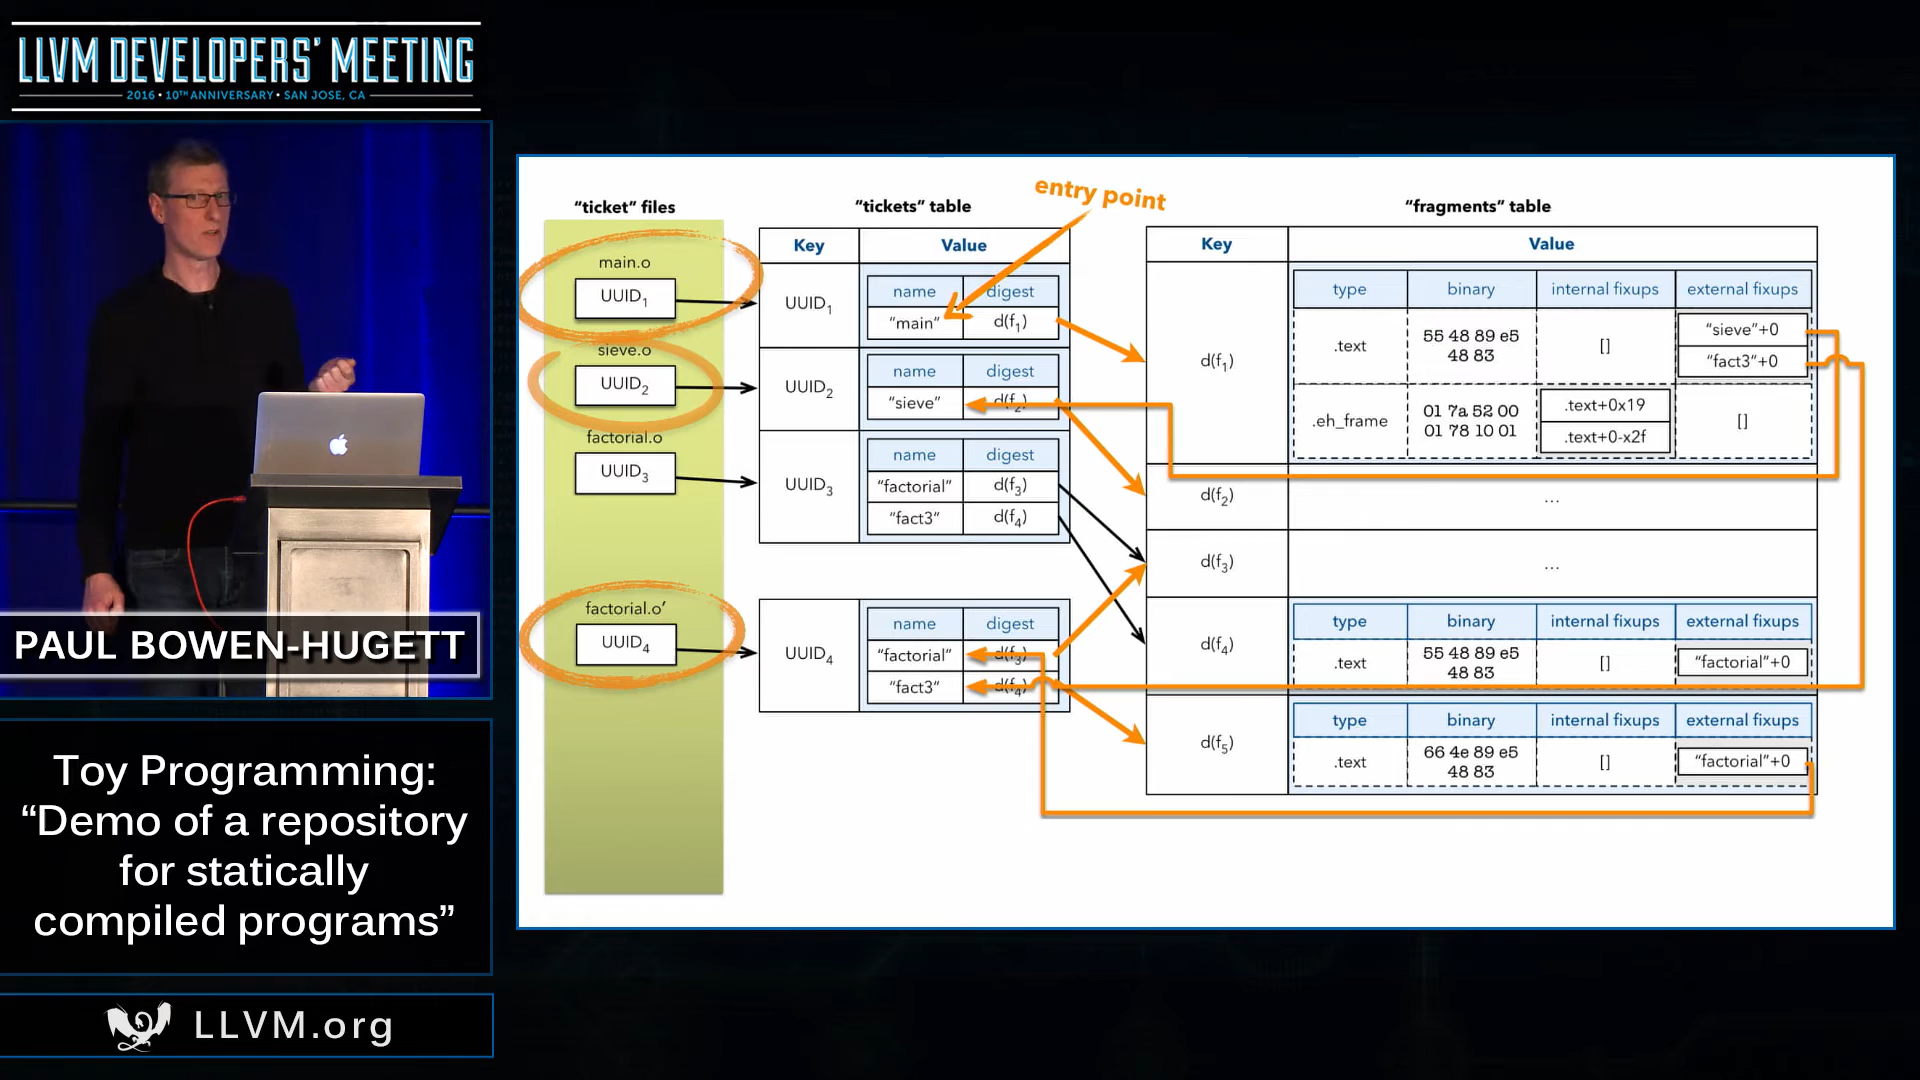 LLVM DEVELOPERS' MEETING
2016 • 10TH ANNIVERSARY • SAN JOSE, CA
PAUL BOWEN-HUGETT
Toy Programming:
“Demo of a repository
for statically
compiled programs”
LLVM.org
entry point
“ticket” files
main.o
UUID1
sieve.o
UUID2
factorial.o
UUID3
factorial.o’
UUID4
“tickets” table
Key Value
UUID1
name digest
“main” d(f1)
UUID2
name digest
“sieve” d(f2)
UUID3
name digest
“factorial” d(f3)
“fact3” d(f4)
UUID4
name digest
“factorial” d(f3)
“fact3” d(f4)
“fragments” table
Key Value
d(f1)
type binary internal fixups external fixups
.text 55 48 89 e5 48 83 [] “sieve”+0
“fact3”+0
.eh_frame 01 7a 52 00 01 78 10 01 .text+0x19 []
.text+0-x2f
d(f2) ...
d(f3) ...
d(f4)
type binary internal fixups external fixups
.text 55 48 89 e5 48 83 [] “factorial”+0
d(f5)
type binary internal fixups external fixups
.text 66 4e 89 e5 48 83 [] “factorial”+0